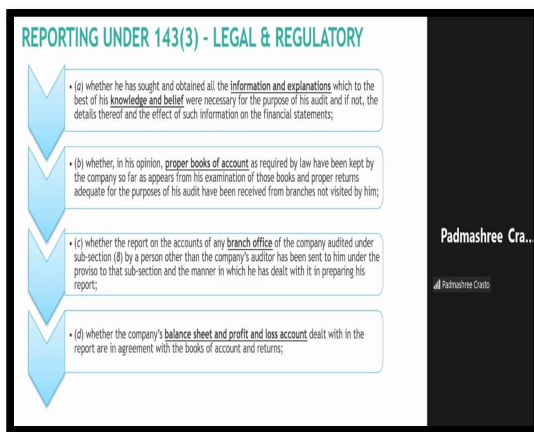 REPORTING UNDER 143(3) - LEGAL & REGULATORY
• (a) whether he has sought and obtained all the information and explanations which to the
best of his knowledge and belief were necessary for the purpose of his audit and if not, the
details thereof and the effect of such information on the financial statements;
• (b) whether, in his opinion, proper books of account as required by law have been kept by
the company so far as appears from his examination of those books and proper returns
adequate for the purposes of his audit have been received from branches not visited by him;
• (c) whether the report on the accounts of any branch office of the company audited under
sub-section (8) by a person other than the company's auditor has been sent to him under the
proviso to that sub-section and the manner in which he has dealt with it in preparing his
report;
• (d) whether the company's balance sheet and profit and loss account dealt with in the
report are in agreement with the books of account and returns;
Padmashree Cra...
Padmashree Crasto